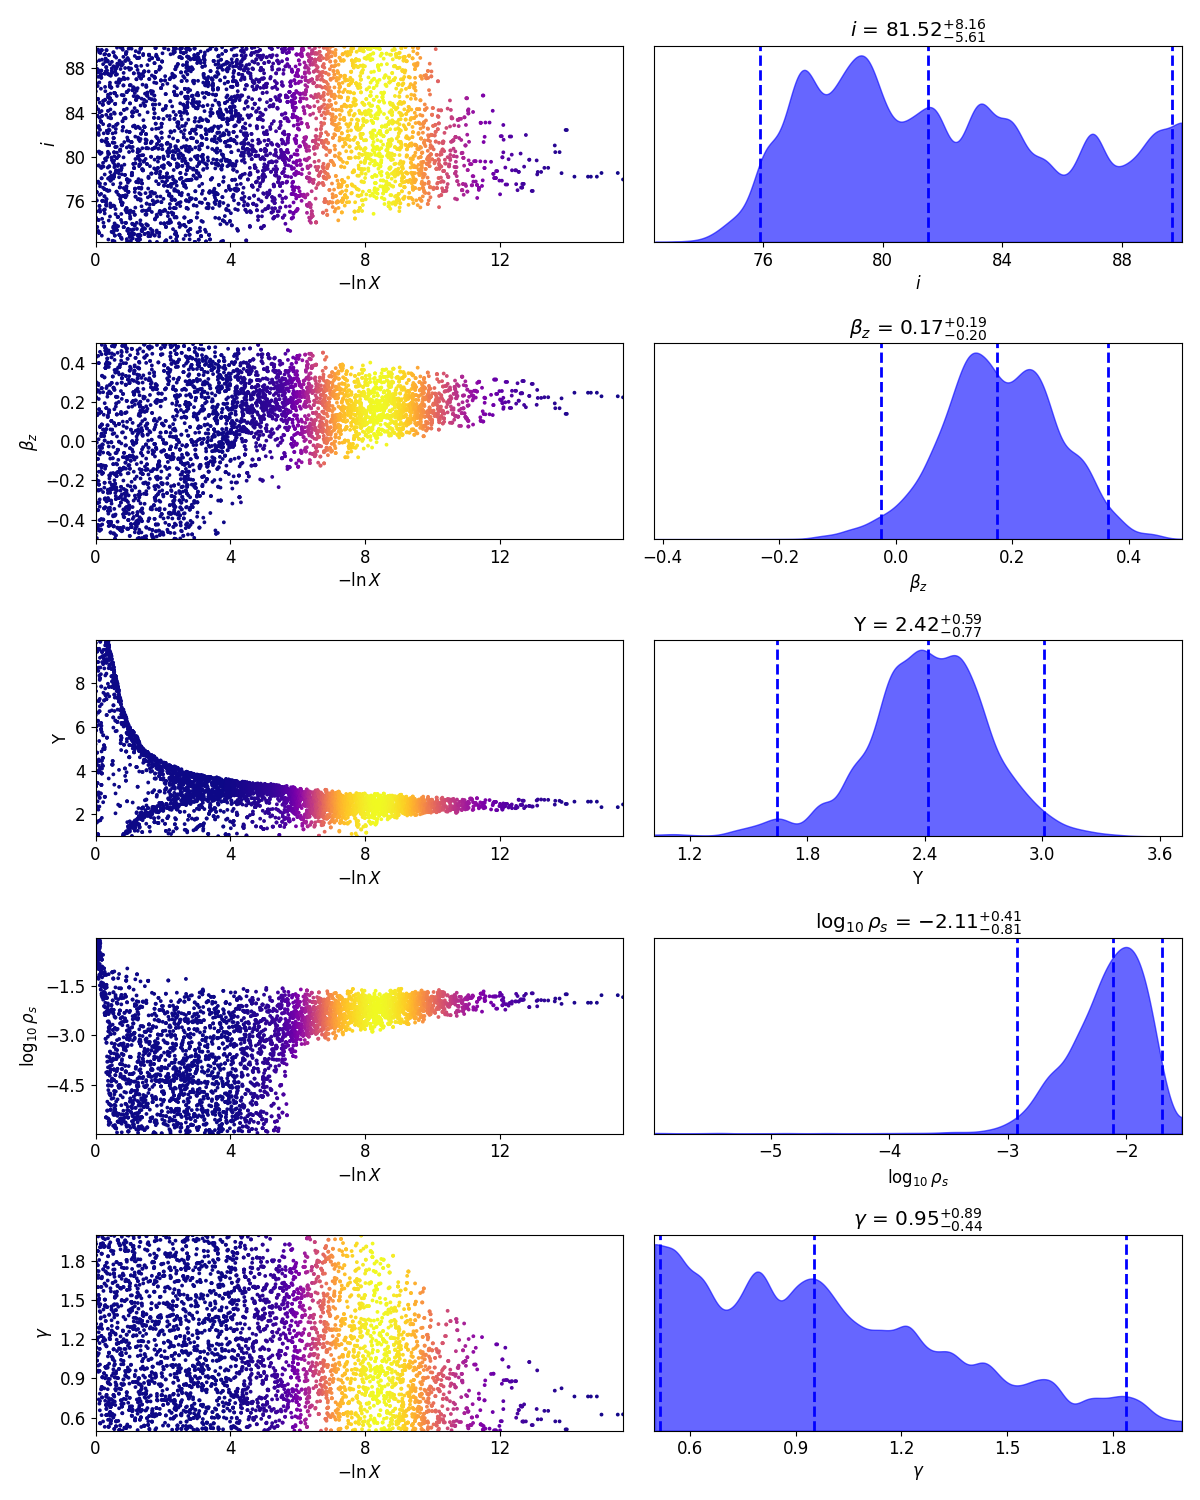 i = 81.52 +8.16 −5.61
88
84
80
76
i
0 4 8 12
−ln X
76 80 84 88
i
β_z = 0.17 +0.19 −0.20
0.4
0.2
0.0
−0.2
−0.4
β_z
0 4 8 12
−ln X
−0.4 −0.2 0.0 0.2 0.4
β_z
Y = 2.42 +0.59 −0.77
8
6
4
2
Y
0 4 8 12
−ln X
1.2 1.8 2.4 3.0 3.6
Y
log₁₀ ρ_s = −2.11 +0.41 −0.81
−1.5
−3.0
−4.5
log₁₀ ρ_s
0 4 8 12
−ln X
−5 −4 −3 −2
log₁₀ ρ_s
γ = 0.95 +0.89 −0.44
1.8
1.5
1.2
0.9
0.6
γ
0 4 8 12
−ln X
0.6 0.9 1.2 1.5 1.8
γ